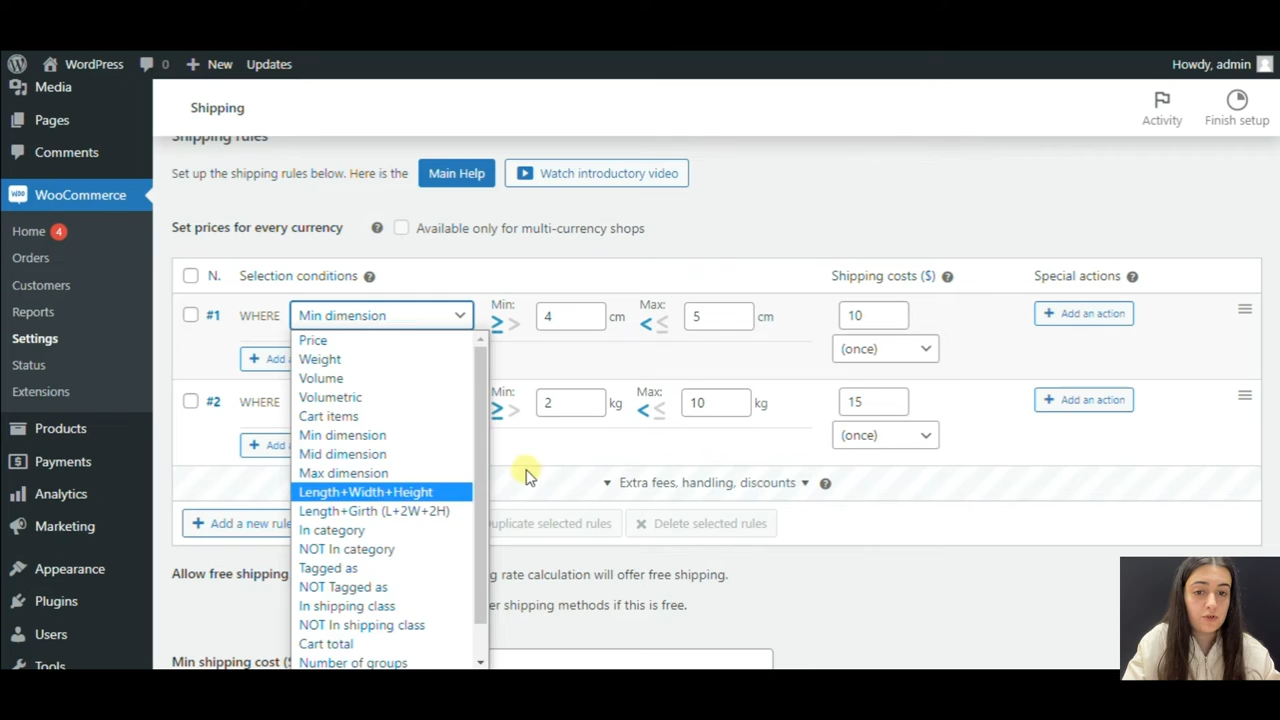 WordPress 0 New Updates Howdy, admin
Media
Pages
Comments
WooCommerce
Home 4
Orders
Customers
Reports
Settings
Status
Extensions
Products
Payments
Analytics
Marketing
Appearance
Plugins
Users
Tools
Shipping
Activity
Finish setup
Shipping rules
Set up the shipping rules below. Here is the Main Help Watch introductory video
Set prices for every currency ? Available only for multi-currency shops
N. Selection conditions ? Shipping costs ($) ? Special actions ?
#1 WHERE Min dimension Min: ≥ > 4 cm Max: < ≤ 5 cm 10 + Add an action
(once)
+ Add a
#2 WHERE Min: ≥ > 2 kg Max: < ≤ 10 kg 15 + Add an action
(once)
+ Add a
Price
Weight
Volume
Volumetric
Cart items
Min dimension
Mid dimension
Max dimension
Length+Width+Height
Length+Girth (L+2W+2H)
In category
NOT In category
Tagged as
NOT Tagged as
In shipping class
NOT In shipping class
Cart total
Number of groups
Extra fees, handling, discounts ?
+ Add a new rule Duplicate selected rules Delete selected rules
Allow free shipping rate calculation will offer free shipping.
shipping methods if this is free.
Min shipping cost ($